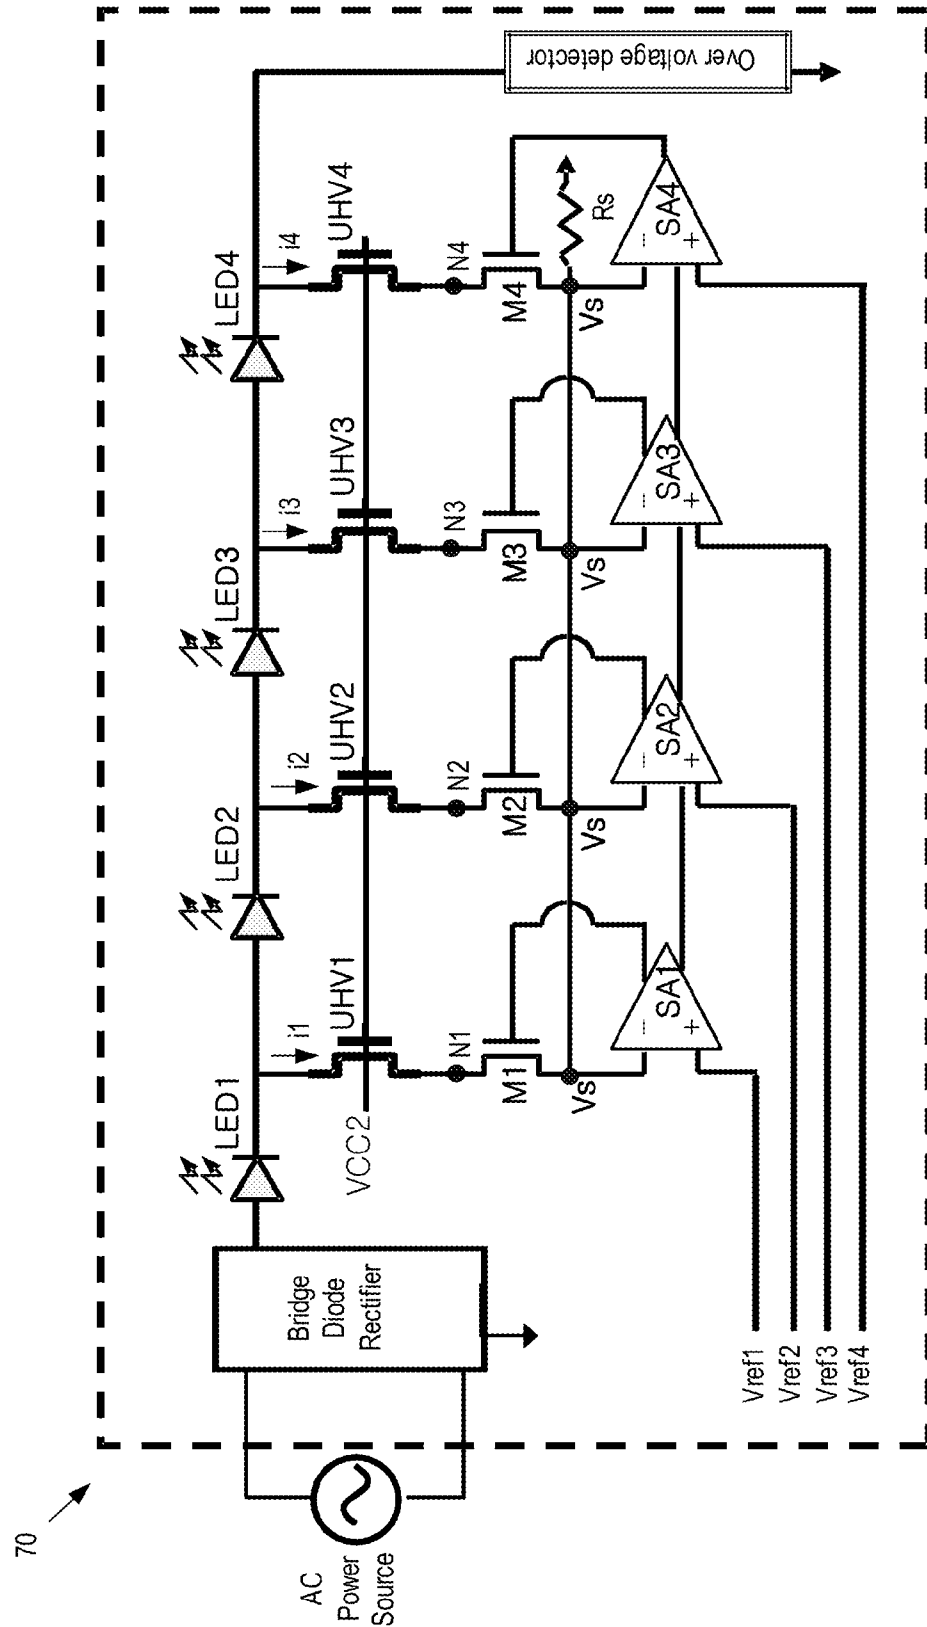 70
AC
Power
Source
Bridge
Diode
Rectifier
LED1
LED2
LED3
LED4
i1
i2
i3
i4
UHV1
UHV2
UHV3
UHV4
VCC2
N1
N2
N3
N4
M1
M2
M3
M4
Vs
Vs
Vs
Vs
Rs
− SA1 +
− SA2 +
− SA3 +
− SA4 +
Over voltage detector
Vref1
Vref2
Vref3
Vref4